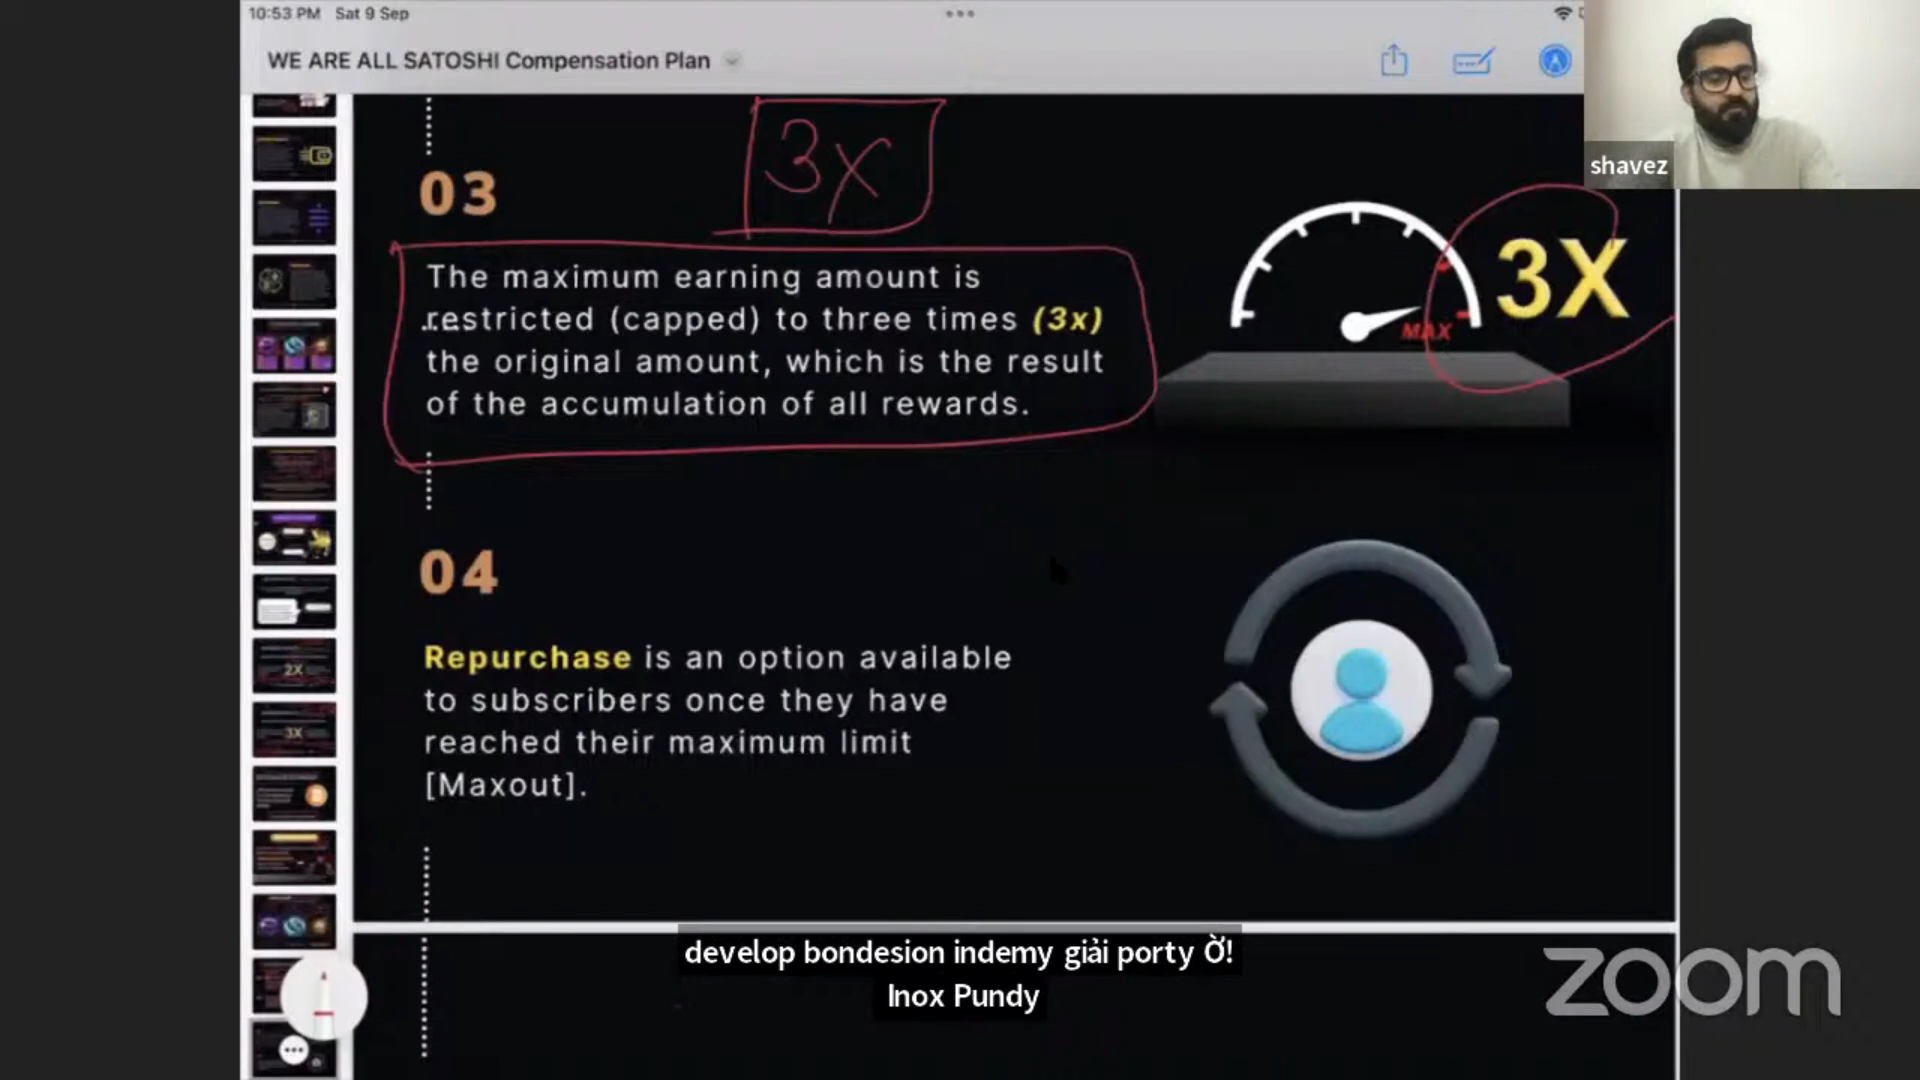 10:53 PM Sat 9 Sep
WE ARE ALL SATOSHI Compensation Plan
shavez
3x
03
The maximum earning amount is
restricted (capped) to three times (3x)
the original amount, which is the result
of the accumulation of all rewards.
MAX
3X
04
Repurchase is an option available
to subscribers once they have
reached their maximum limit
[Maxout].
2X
3X
develop bondesion indemy giải porty Ờ!
Inox Pundy
zoom